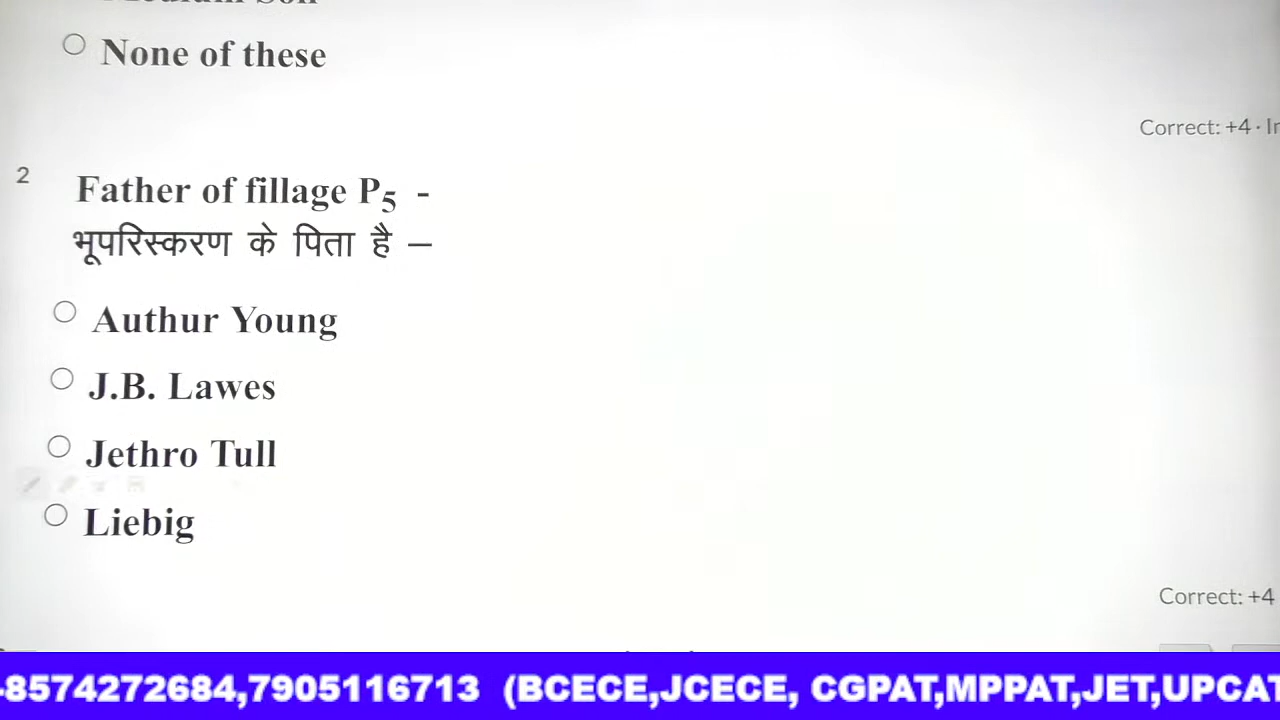 None of these
Correct: +4 · In
2
Father of fillage P₅ -
भूपरिस्करण के पिता है –
Authur Young
J.B. Lawes
Jethro Tull
Liebig
Correct: +4
-8574272684,7905116713 (BCECE,JCECE, CGPAT,MPPAT,JET,UPCAT